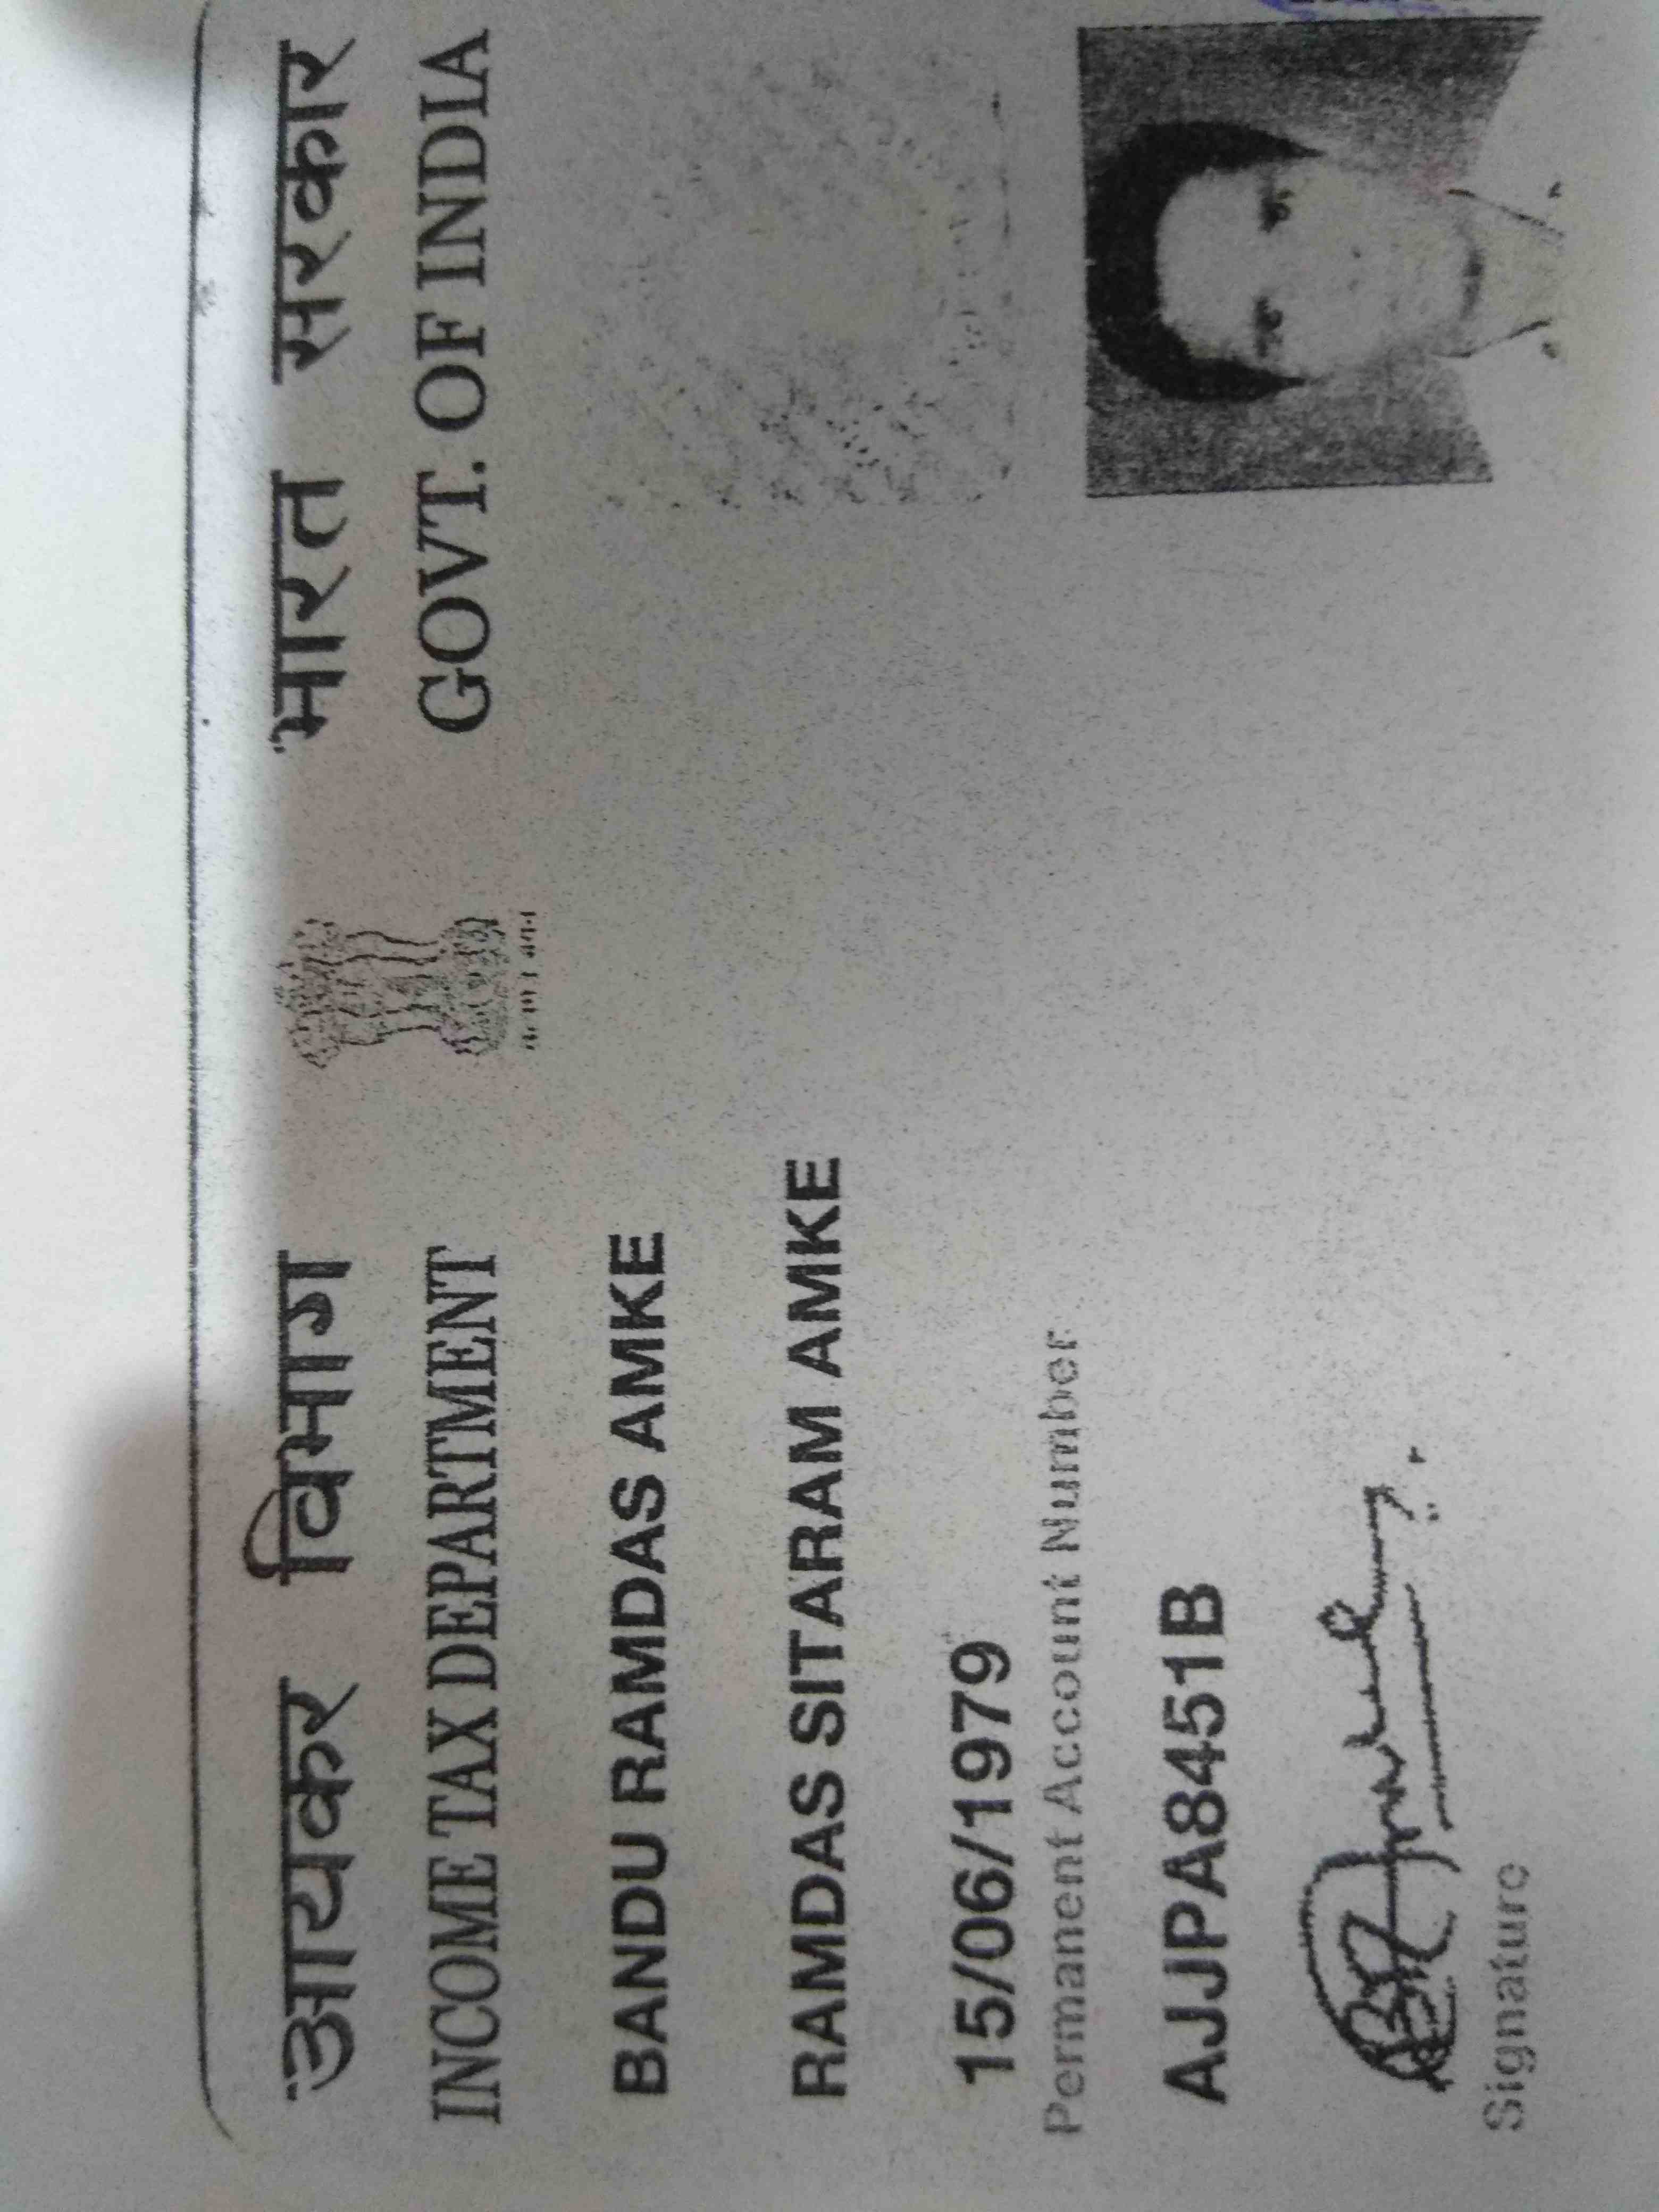 आयकर विभाग
INCOME TAX DEPARTMENT
भारत सरकार
GOVT. OF INDIA
BANDU RAMDAS AMKE
RAMDAS SITARAM AMKE
15/06/1979
Permanent Account Number
AJJPA8451B
Signature